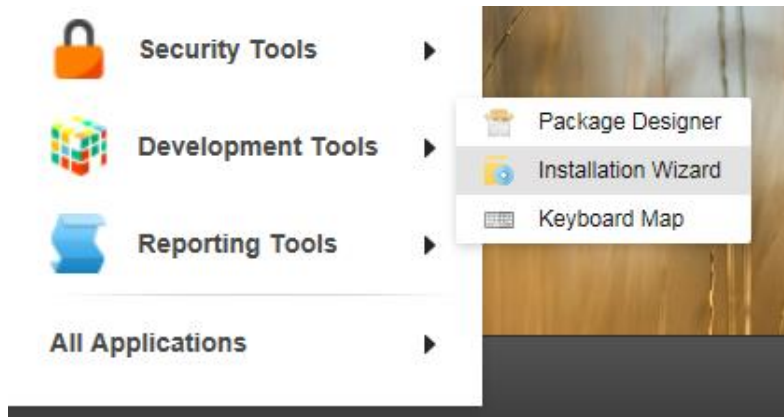 Security Tools
Development Tools
Package Designer
Installation Wizard
Keyboard Map
Reporting Tools
All Applications